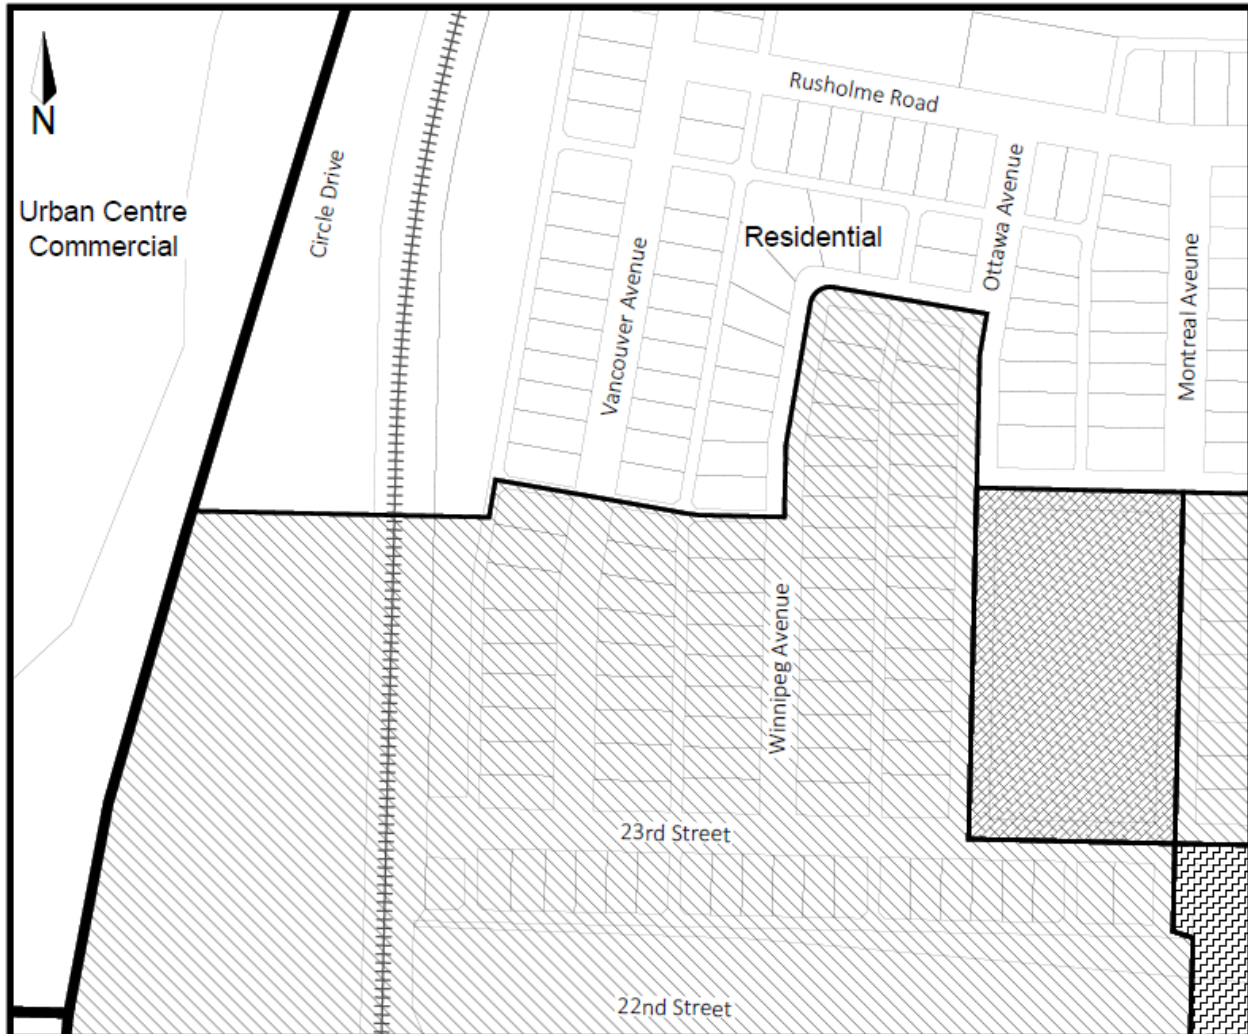 N
Rusholme Road
Circle Drive
Urban Centre
Commercial
Ottawa Avenue
Residential
Vancouver Avenue
Montreal Aveune
Winnipeg Avenue
23rd Street
22nd Street